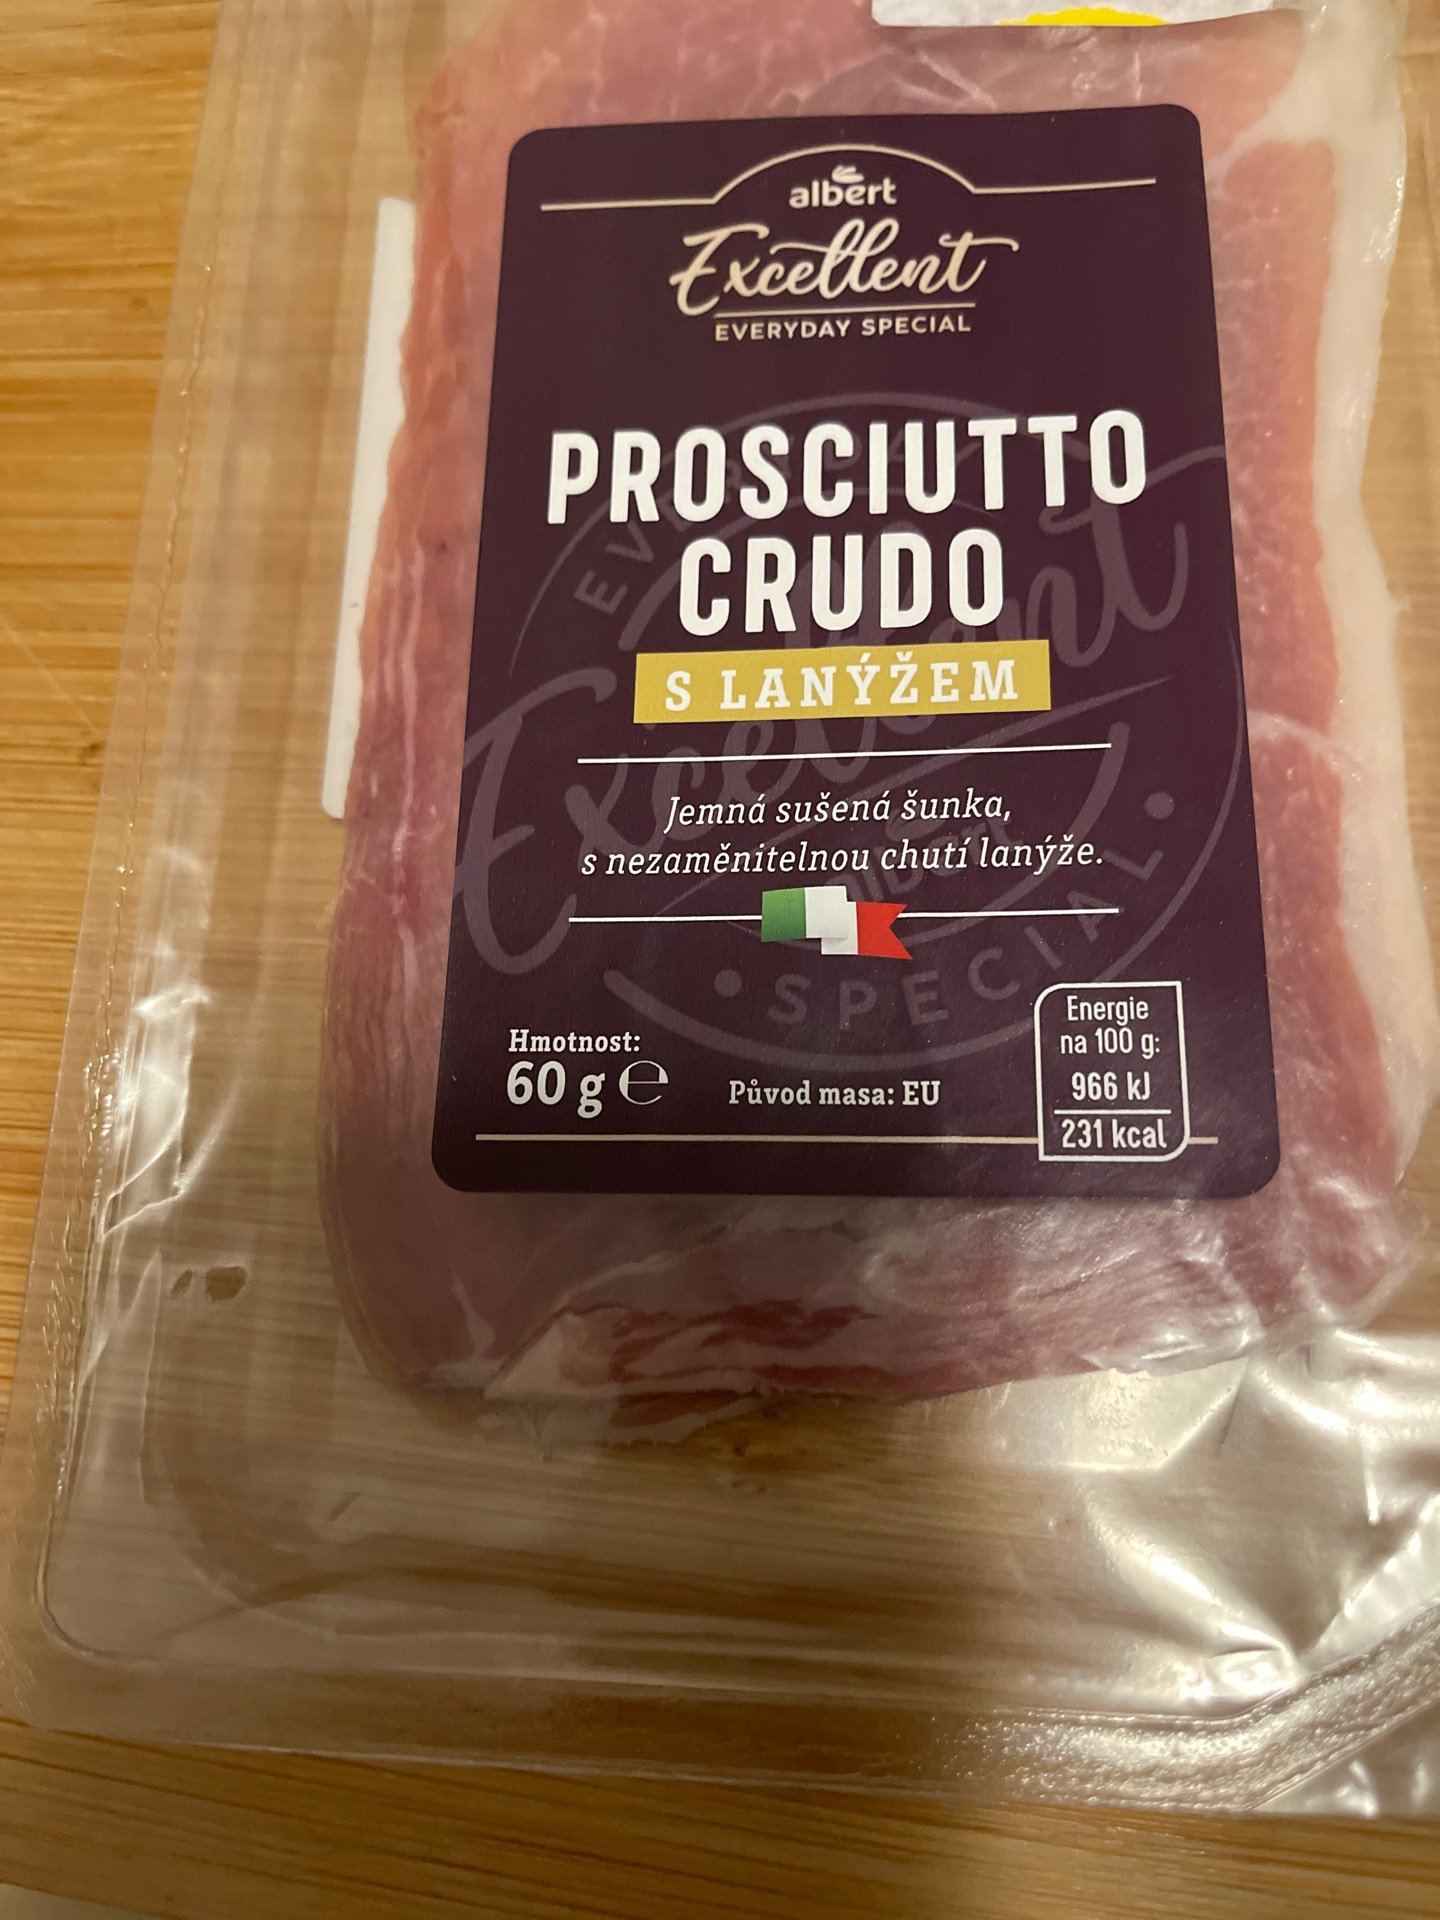 albert
Excellent
EVERYDAY SPECIAL
PROSCIUTTO
CRUDO
S LANÝŽEM
Jemná sušená šunka,
s nezaměnitelnou chutí lanýže.
SPECIAL
Hmotnost:
60 g ℮
Původ masa: EU
Energie
na 100 g:
966 kJ
231 kcal